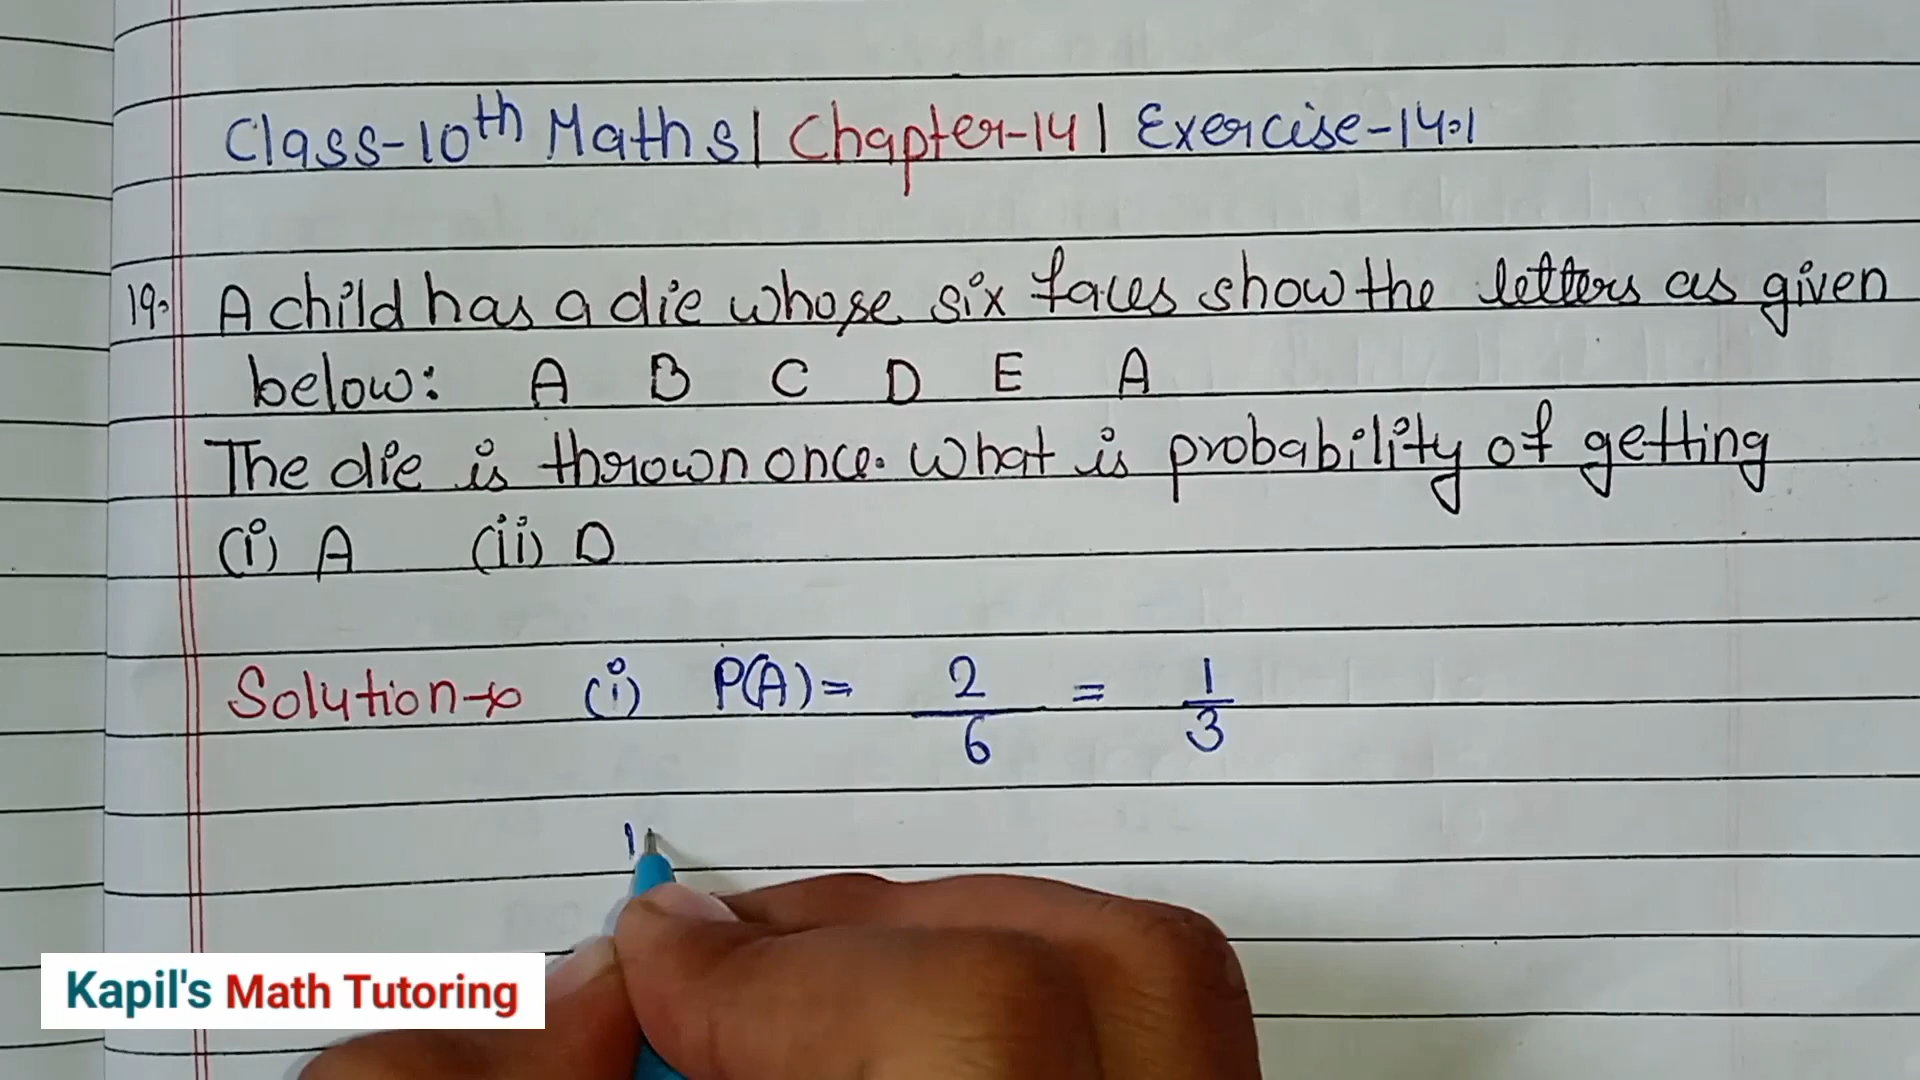 Class-10th Maths | Chapter-14 | Exercise-14.1
19. A child has a die whose six faces show the letters as given
below: A B C D E A
The die is thrown once. What is probability of getting
(i) A (ii) D
Solution→ (i) P(A) = 2/6 = 1/3
Kapil's Math Tutoring